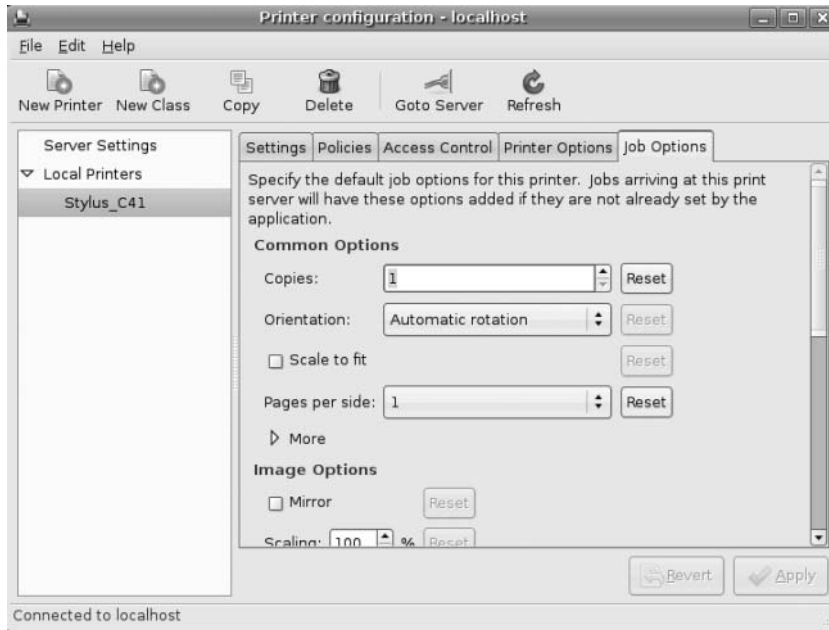 Printer configuration - localhost
File Edit Help
New Printer New Class Copy Delete Goto Server Refresh
Server Settings
Local Printers
Stylus_C41
Settings Policies Access Control Printer Options Job Options
Specify the default job options for this printer. Jobs arriving at this print
server will have these options added if they are not already set by the
application.
Common Options
Copies: 1 Reset
Orientation: Automatic rotation Reset
Scale to fit Reset
Pages per side: 1 Reset
More
Image Options
Mirror Reset
Scaling: 100 % Reset
Revert Apply
Connected to localhost